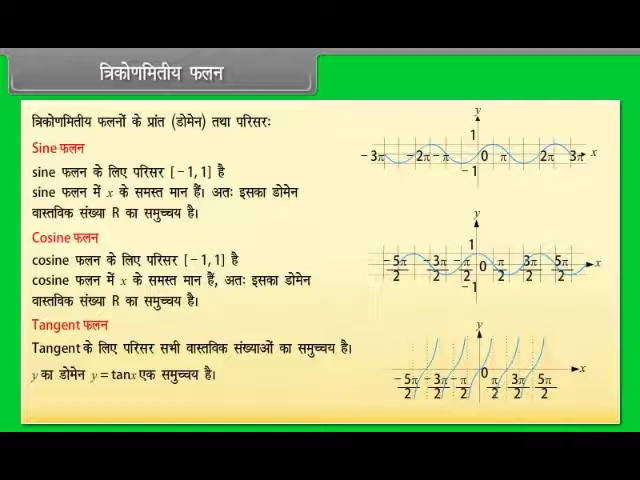 त्रिकोणमितीय फलन
त्रिकोणमितीय फलनों के प्रांत (डोमेन) तथा परिसरः
Sine फलन
sine फलन के लिए परिसर [−1, 1] है
sine फलन में x के समस्त मान हैं। अतः इसका डोमेन
वास्तविक संख्या R का समुच्चय है।
Cosine फलन
cosine फलन के लिए परिसर [−1, 1] है
cosine फलन में x के समस्त मान हैं, अतः इसका डोमेन
वास्तविक संख्या R का समुच्चय है।
Tangent फलन
Tangent के लिए परिसर सभी वास्तविक संख्याओं का समुच्चय है।
y का डोमेन y = tanx एक समुच्चय है।
y
1
−3π −2π −π 0 π 2π 3π x
−1
y
1
−5π/2 −3π/2 −π/2 0 π/2 3π/2 5π/2 x
−1
y
0 x
−5π/2 −3π/2 −π/2 π/2 3π/2 5π/2